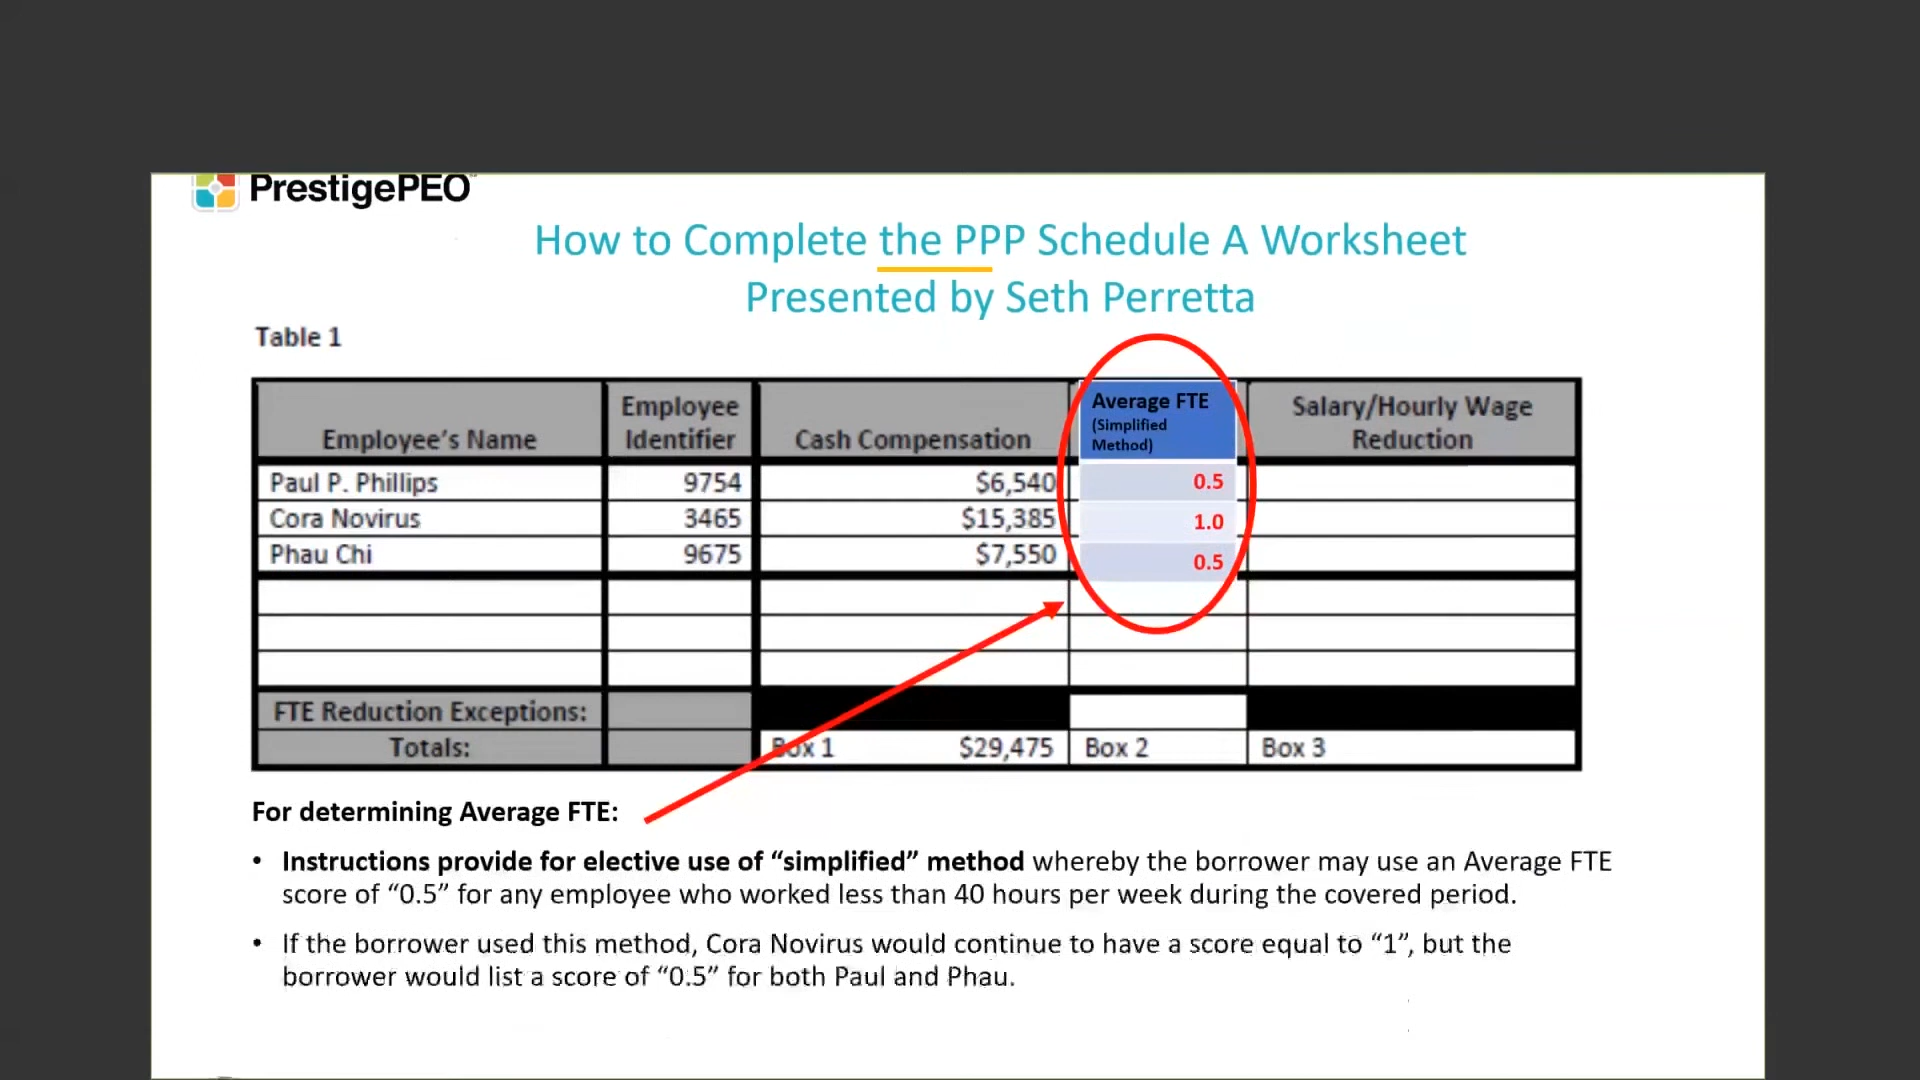 PrestigePEO
How to Complete the PPP Schedule A Worksheet
Presented by Seth Perretta
Table 1
Employee's Name
Employee
Identifier
Cash Compensation
Average FTE
(Simplified
Method)
Salary/Hourly Wage
Reduction
Paul P. Phillips 9754 $6,540 0.5
Cora Novirus 3465 $15,385 1.0
Phau Chi 9675 $7,550 0.5
FTE Reduction Exceptions:
Totals: Box 1 $29,475 Box 2 Box 3
For determining Average FTE:
• Instructions provide for elective use of “simplified” method whereby the borrower may use an Average FTE
score of “0.5” for any employee who worked less than 40 hours per week during the covered period.
• If the borrower used this method, Cora Novirus would continue to have a score equal to “1”, but the
borrower would list a score of “0.5” for both Paul and Phau.